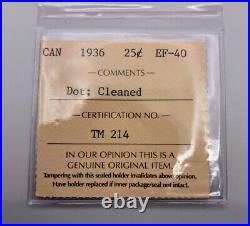 CAN 1936 25¢ EF-40
— COMMENTS —
Dot; Cleaned
— CERTIFICATION NO. —
TM 214
IN OUR OPINION THIS IS A
GENUINE ORIGINAL ITEM.
Tampering with this sealed holder invalidates above opinion.
Have holder replaced if inner package/seal not intact.